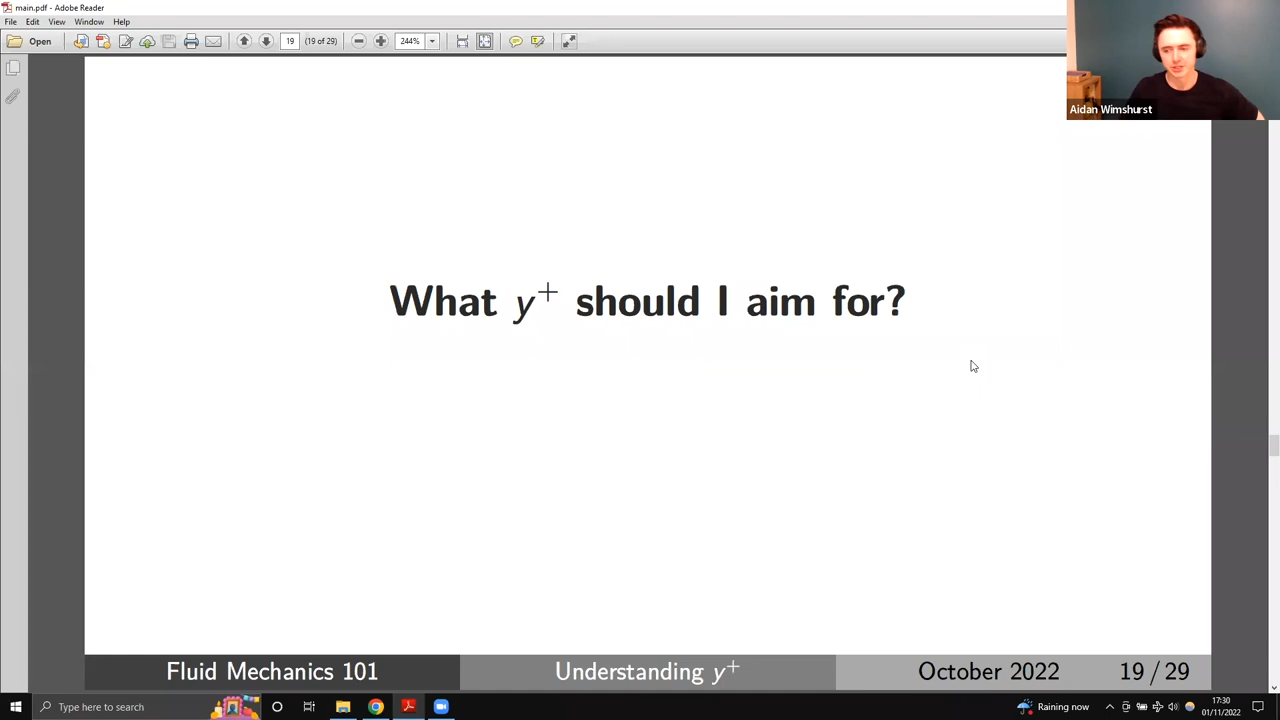 main.pdf - Adobe Reader
File Edit View Window Help
Open 19 (19 of 29) 244%
Aidan Wimshurst
What y+ should I aim for?
Fluid Mechanics 101 Understanding y+ October 2022 19 / 29
Type here to search Raining now 17:30
01/11/2022